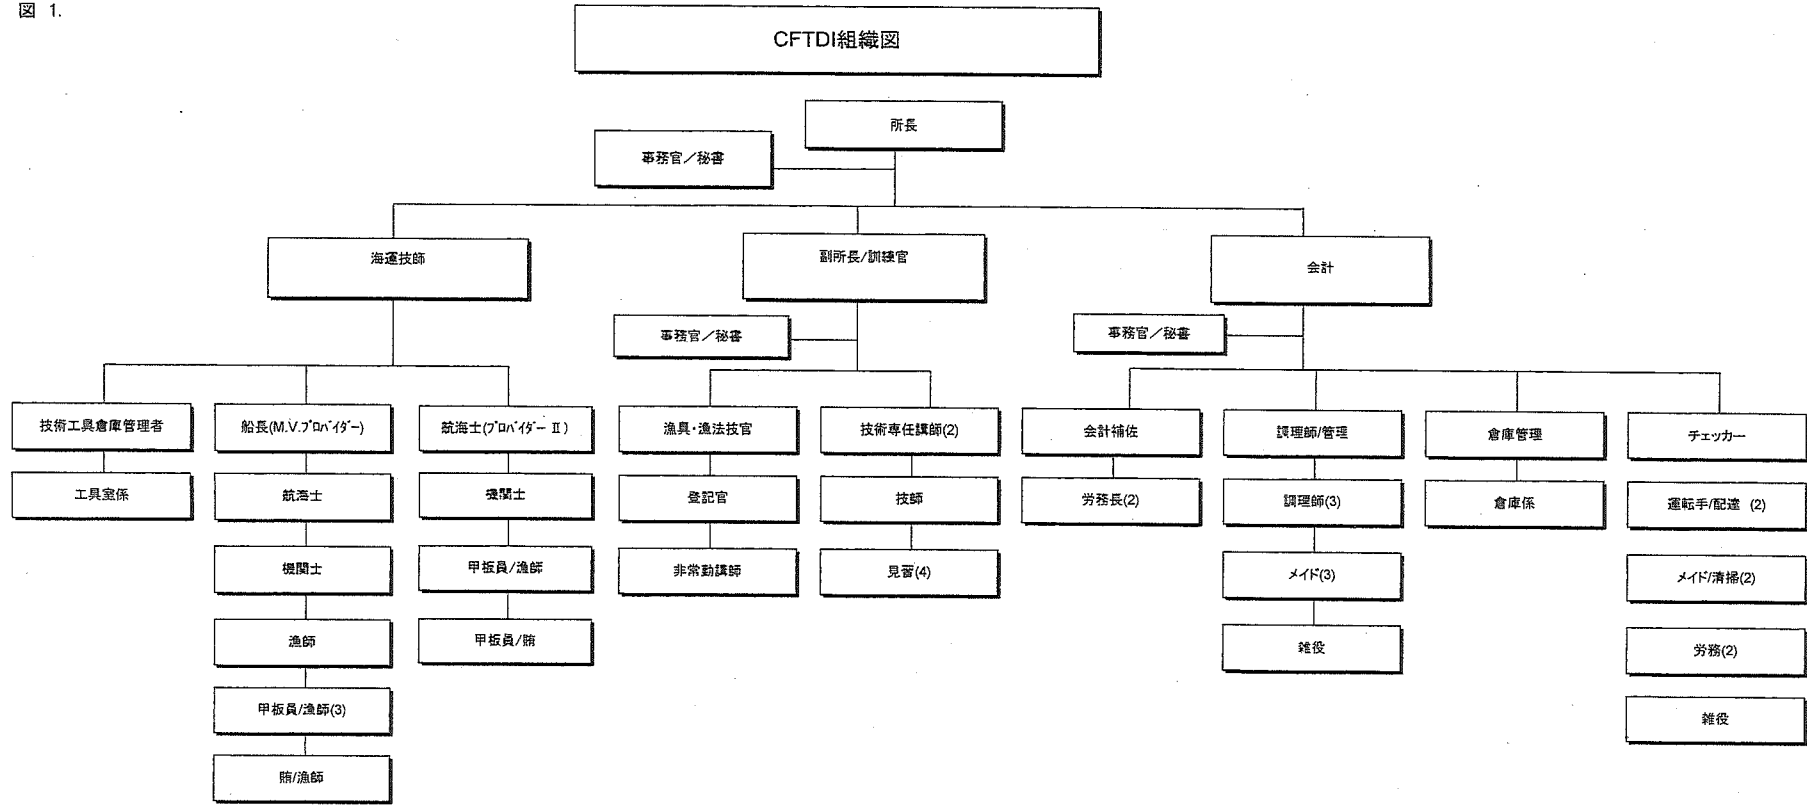 図 1.
CFTDI組織図
所長
事務官／秘書
海運技師
副所長/訓練官
会計
事務官／秘書
事務官／秘書
技術工具倉庫管理者
船長(M.V.プロバイダー)
航海士(プロバイダー Ⅱ)
漁具・漁法技官
技術専任講師(2)
会計補佐
調理師/管理
倉庫管理
チェッカー
工具室係
航海士
機関士
登記官
技師
労務長(2)
調理師(3)
倉庫係
運転手/配達 (2)
機関士
甲板員/漁師
非常勤講師
見習(4)
メイド(3)
メイド/清掃(2)
漁師
甲板員/賄
雑役
労務(2)
甲板員/漁師(3)
雑役
賄/漁師